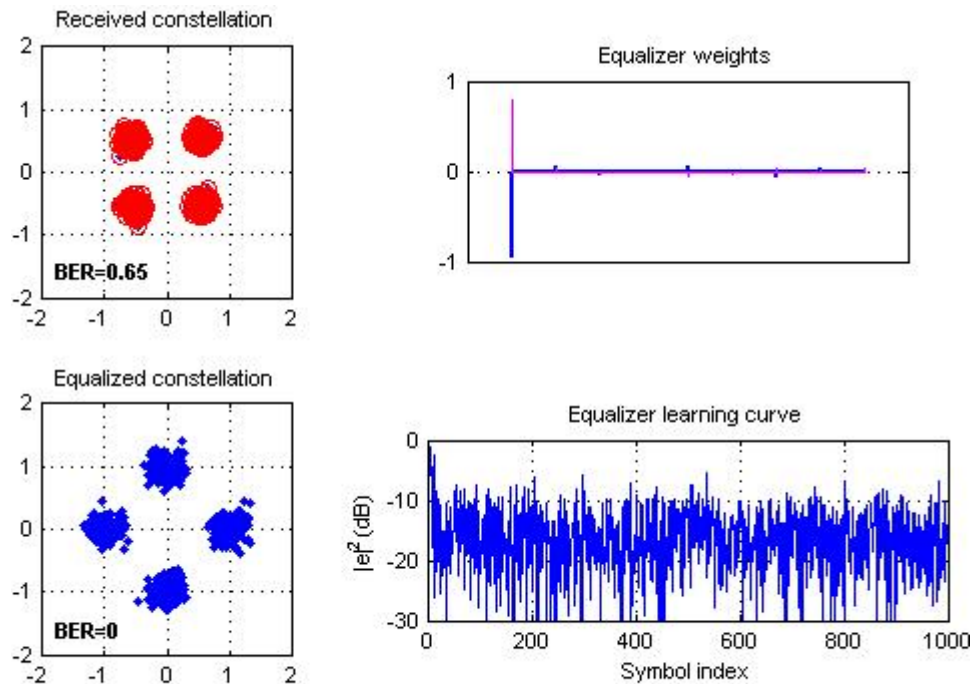 Received constellation
2
1
0
-1
-2
BER=0.65
-2 -1 0 1 2
Equalizer weights
1
0
-1
Equalized constellation
2
1
0
-1
-2
BER=0
-2 -1 0 1 2
Equalizer learning curve
|e|² (dB)
0
-10
-20
-30
0 200 400 600 800 1000
Symbol index